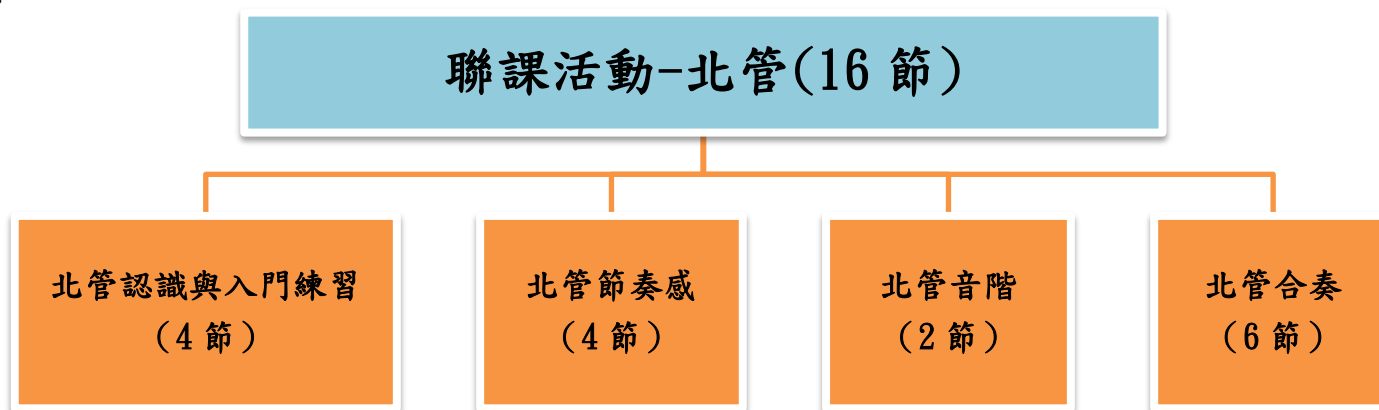 聯課活動-北管(16 節)
北管認識與入門練習
(4 節)
北管節奏感
(4 節)
北管音階
(2 節)
北管合奏
(6 節)